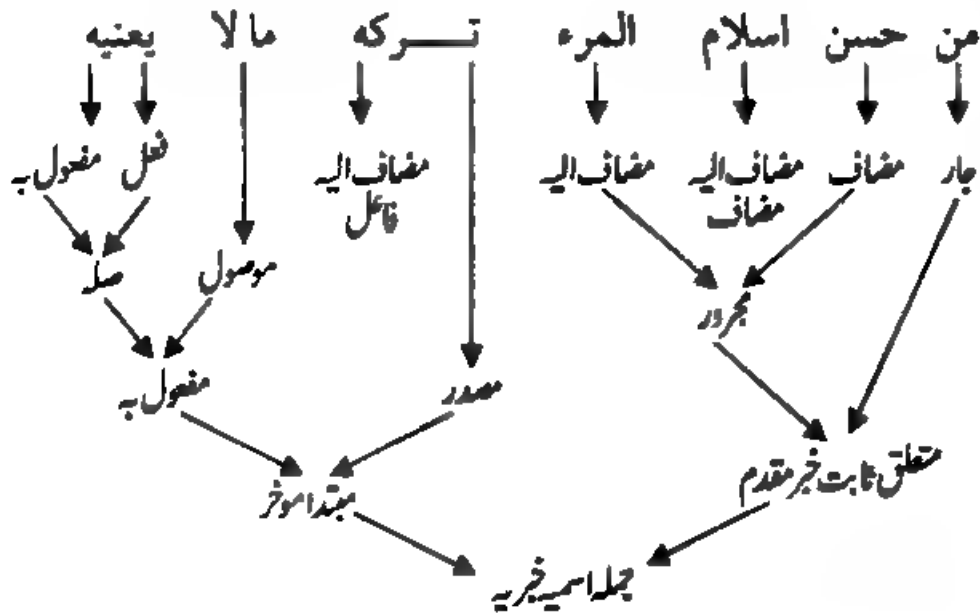 من حسن اسلام المرء تركه ما لا يعنيه
جار مضاف مضاف الیہ مضاف الیہ مضاف الیہ فعل مفعول بہ
مضاف فاعل
موصول صلہ
مجرور
مصدر مفعول بہ
متعلق ثابت خبر مقدم مبتدا موخر
جملہ اسمیہ خبریہ